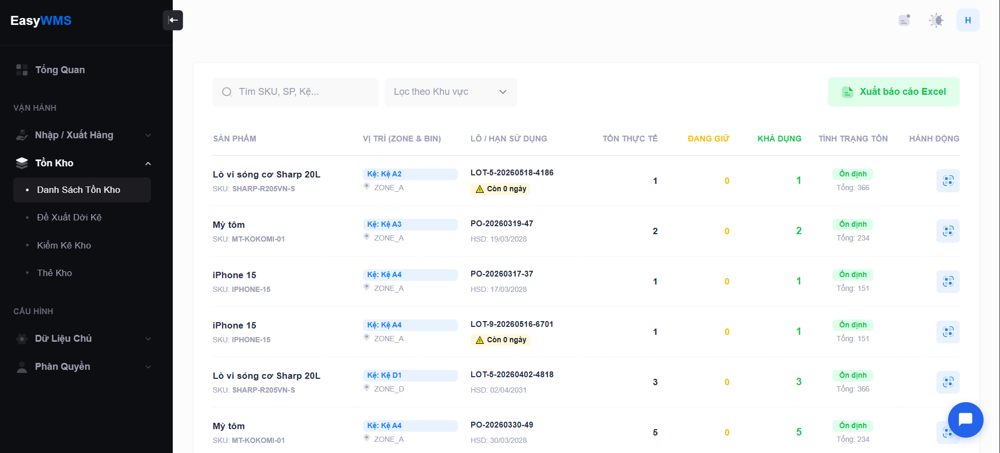 EasyWMS
H
Tổng Quan
VẬN HÀNH
Nhập / Xuất Hàng
Tồn Kho
Danh Sách Tồn Kho
Đề Xuất Dời Kệ
Kiểm Kê Kho
Thẻ Kho
CẤU HÌNH
Dữ Liệu Chủ
Phân Quyền
Tìm SKU, SP, Kệ... Lọc theo Khu vực Xuất báo cáo Excel
SẢN PHẨM VỊ TRÍ (ZONE & BIN) LÔ / HẠN SỬ DỤNG TỒN THỰC TẾ ĐANG GIỮ KHẢ DỤNG TÌNH TRẠNG TỒN HÀNH ĐỘNG
Lò vi sóng cơ Sharp 20L Kệ: Kệ A2 LOT-5-20260518-4186 1 0 1 Ổn định
SKU: SHARP-R205VN-S ZONE_A Còn 0 ngày Tổng: 366
Mỳ tôm Kệ: Kệ A3 PO-20260319-47 2 0 2 Ổn định
SKU: MT-KOKOMI-01 ZONE_A HSD: 19/03/2028 Tổng: 234
iPhone 15 Kệ: Kệ A4 PO-20260317-37 1 0 1 Ổn định
SKU: IPHONE-15 ZONE_A HSD: 17/03/2028 Tổng: 151
iPhone 15 Kệ: Kệ A4 LOT-9-20260516-6701 1 0 1 Ổn định
SKU: IPHONE-15 ZONE_A Còn 0 ngày Tổng: 151
Lò vi sóng cơ Sharp 20L Kệ: Kệ D1 LOT-5-20260402-4818 3 0 3 Ổn định
SKU: SHARP-R205VN-S ZONE_D HSD: 02/04/2031 Tổng: 366
Mỳ tôm Kệ: Kệ A4 PO-20260330-49 5 0 5 Ổn định
SKU: MT-KOKOMI-01 ZONE_A HSD: 30/03/2028 Tổng: 234